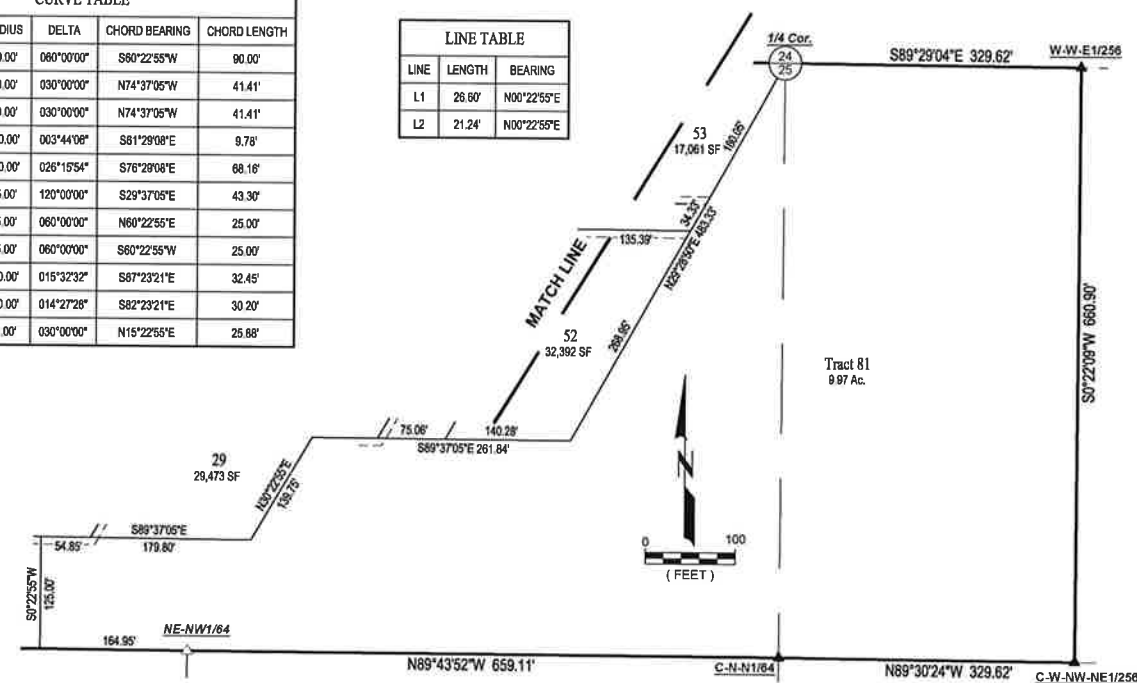 CURVE TABLE
DELTA CHORD BEARING CHORD LENGTH
060°00'00" S60°22'55"W 90.00'
030°00'00" N74°37'05"W 41.41'
030°00'00" N74°37'05"W 41.41'
003°44'06" S61°29'08"E 9.78'
026°15'54" S76°29'08"E 68.16'
120°00'00" S29°37'05"E 43.30'
060°00'00" N60°22'55"E 25.00'
060°00'00" S60°22'55"W 25.00'
015°32'32" S87°23'21"E 32.45'
014°27'28" S82°23'21"E 30.20'
030°00'00" N15°22'55"E 25.88'
LINE TABLE
LINE LENGTH BEARING
L1 26.60' N00°22'55"E
L2 21.24' N00°22'55"E
1/4 Cor.
24
25
S89°29'04"E 329.62'
W-W-E1/256
53
17,061 SF
180.05'
34.33'
N29°28'50"E 483.33'
135.39'
MATCH LINE
52
32,392 SF
268.95'
Tract 81
9.97 Ac.
S0°22'09"W 660.90'
75.06'
140.28'
S89°37'05"E 261.84'
29
29,473 SF
N30°22'55"E
139.75'
N
0 100
( FEET )
S89°37'05"E
54.85'
179.80'
S0°22'55"W
125.00'
164.95'
NE-NW1/64
N89°43'52"W 659.11'
C-N-N1/64
N89°30'24"W 329.62'
C-W-NW-NE1/256